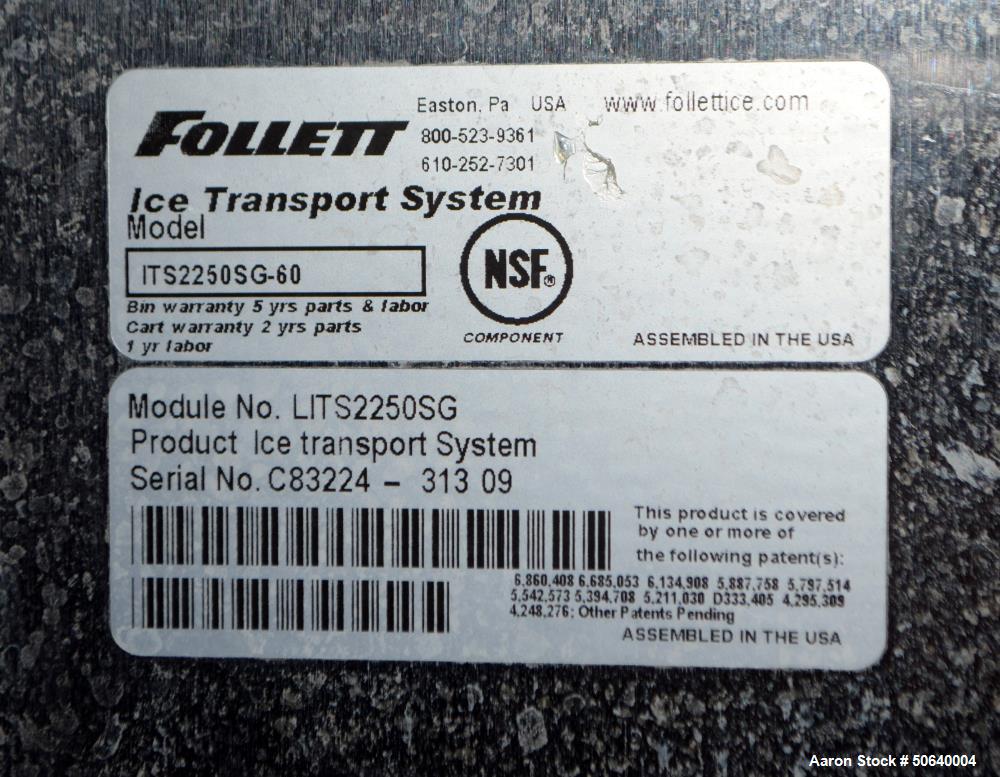 FOLLETT
Easton, Pa USA www.follettice.com
800-523-9361
610-252-7301
Ice Transport System
Model
ITS2250SG-60
Bin warranty 5 yrs parts & labor
Cart warranty 2 yrs parts
1 yr labor
NSF®
COMPONENT
ASSEMBLED IN THE USA
Module No. LITS2250SG
Product Ice transport System
Serial No. C83224 – 313 09
This product is covered
by one or more of
the following patent(s):
6,860,408 6,685,053 6,134,908 5,887,758 5,797,514
5,542,573 5,394,708 5,211,030 D333,405 4,295,309
4,248,276; Other Patents Pending
ASSEMBLED IN THE USA
Aaron Stock # 50640004